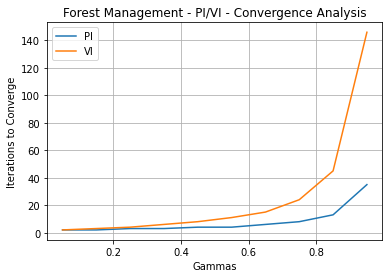 Forest Management - PI/VI - Convergence Analysis
PI
VI
Iterations to Converge
140
120
100
80
60
40
20
0
0.2
0.4
0.6
0.8
Gammas